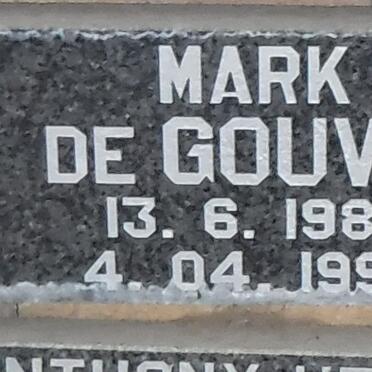 MARK
DE GOUV
13. 6. 198
4. 04. 199